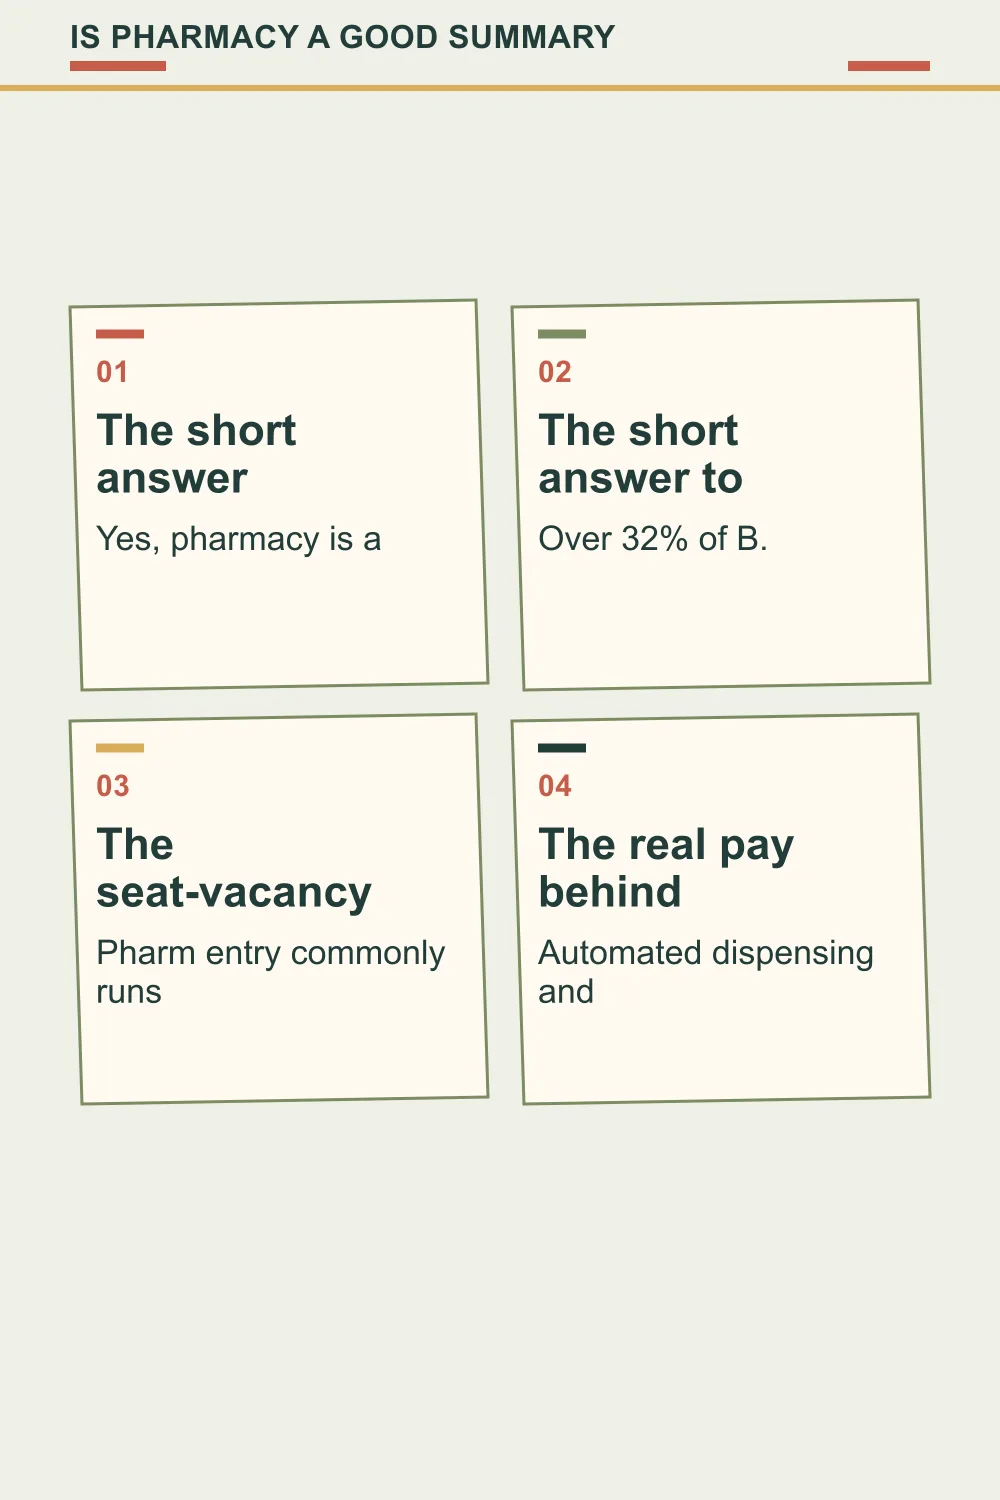 IS PHARMACY A GOOD SUMMARY
01
The short
answer
Yes, pharmacy is a
02
The short
answer to
Over 32% of B.
03
The
seat-vacancy
Pharm entry commonly
runs
04
The real pay
behind
Automated dispensing
and